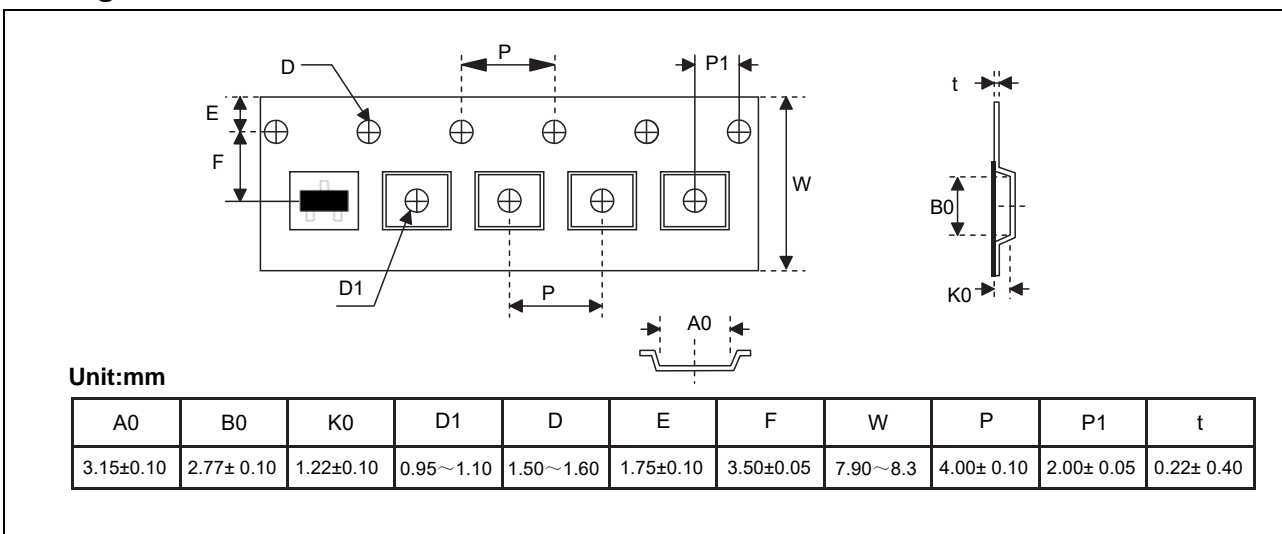 P
D
P1
t
E
F
W
B0
D1
P
K0
A0
Unit:mm
A0 B0 K0 D1 D E F W P P1 t
3.15±0.10 2.77± 0.10 1.22±0.10 0.95～1.10 1.50～1.60 1.75±0.10 3.50±0.05 7.90～8.3 4.00± 0.10 2.00± 0.05 0.22± 0.40